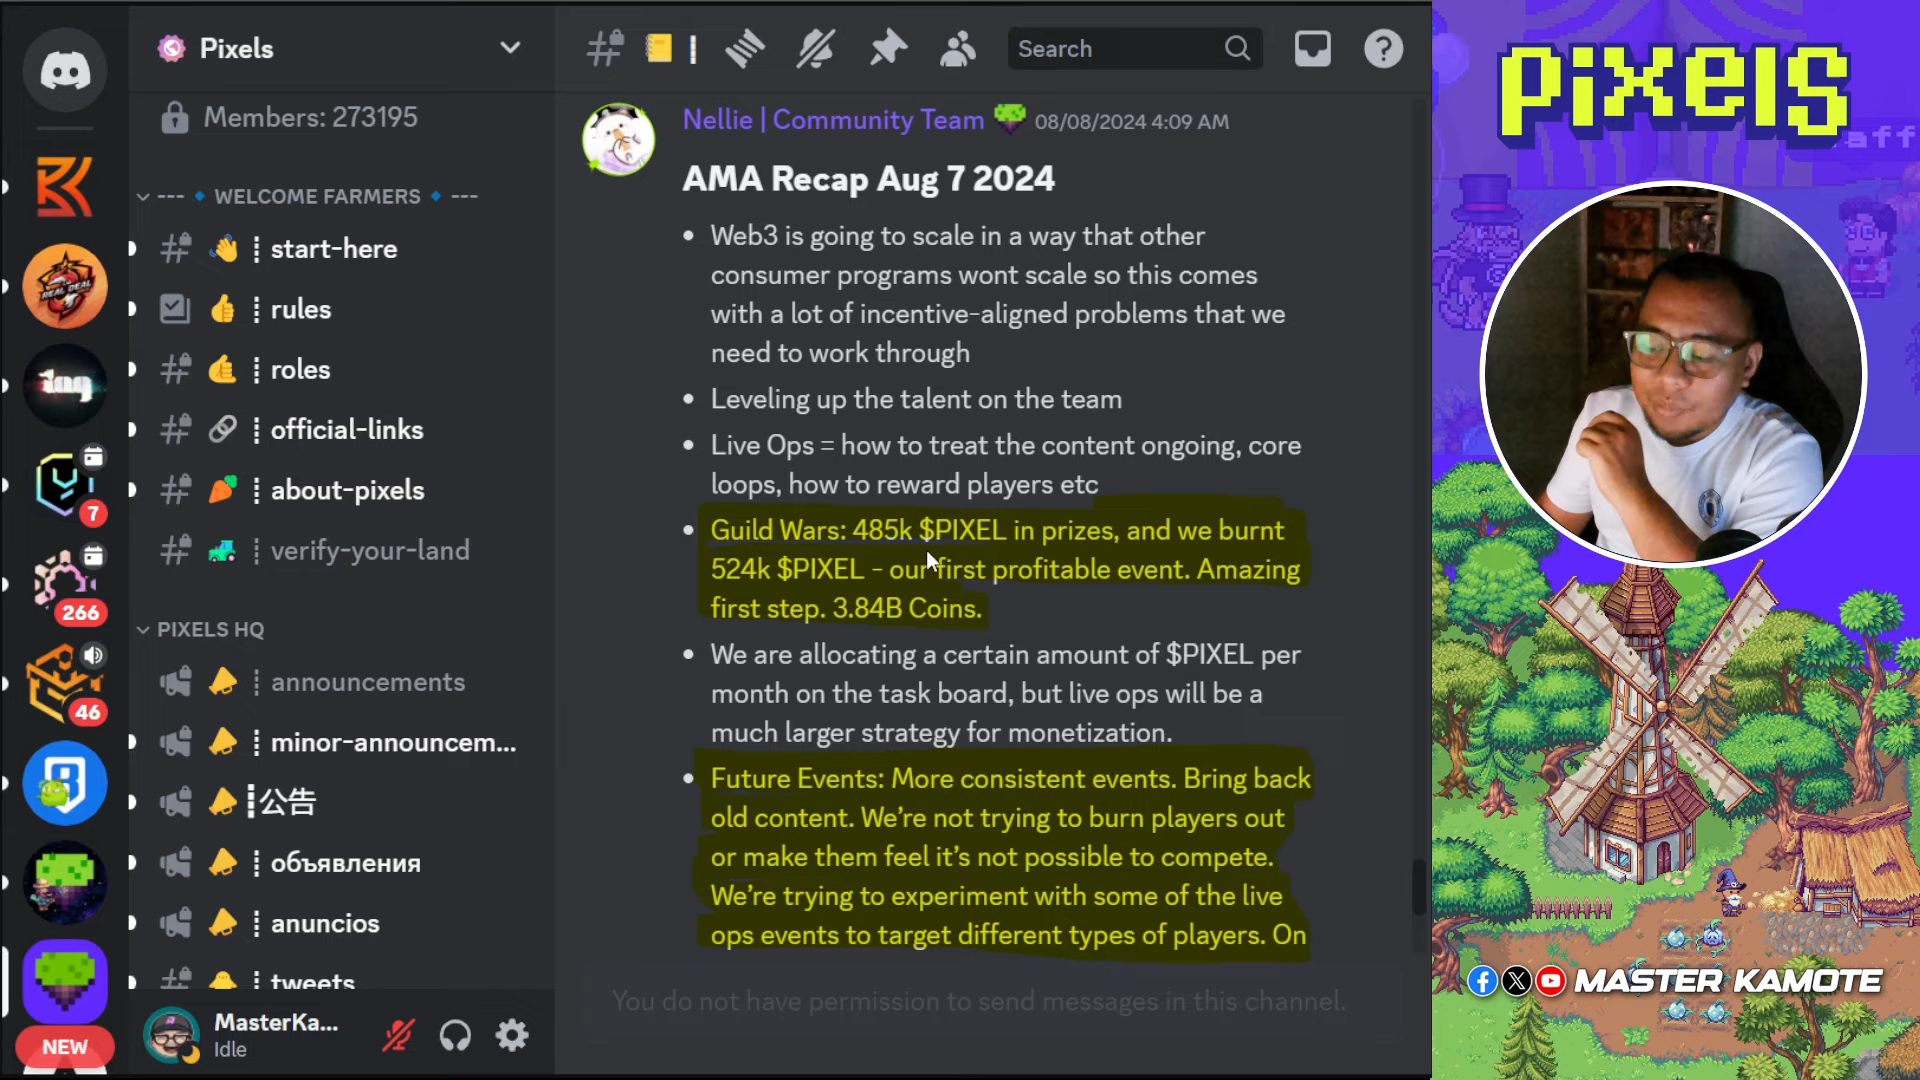 Pixels
Search
pixels
Members: 273195
--- WELCOME FARMERS ---
start-here
rules
roles
official-links
about-pixels
verify-your-land
PIXELS HQ
announcements
minor-announcem...
公告
объявления
anuncios
tweets
7
266
46
NEW
MasterKa...
Idle
Nellie | Community Team 08/08/2024 4:09 AM
AMA Recap Aug 7 2024
• Web3 is going to scale in a way that other
consumer programs wont scale so this comes
with a lot of incentive-aligned problems that we
need to work through
• Leveling up the talent on the team
• Live Ops = how to treat the content ongoing, core
loops, how to reward players etc
• Guild Wars: 485k $PIXEL in prizes, and we burnt
524k $PIXEL - our first profitable event. Amazing
first step. 3.84B Coins.
• We are allocating a certain amount of $PIXEL per
month on the task board, but live ops will be a
much larger strategy for monetization.
• Future Events: More consistent events. Bring back
old content. We’re not trying to burn players out
or make them feel it’s not possible to compete.
We’re trying to experiment with some of the live
ops events to target different types of players. On
You do not have permission to send messages in this channel.
MASTER KAMOTE